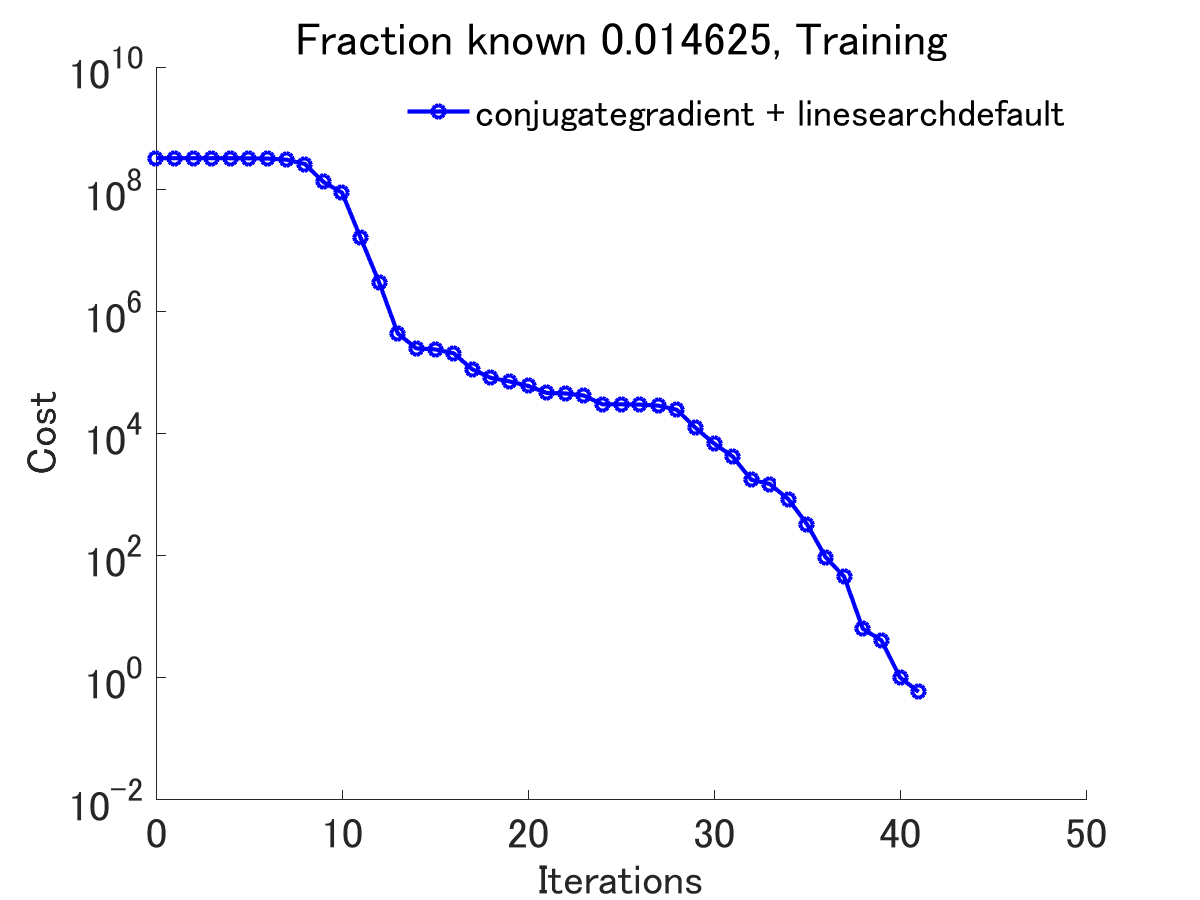 Fraction known 0.014625, Training
conjugategradient + linesearchdefault
10^10
10^8
10^6
10^4
10^2
10^0
10^−2
Cost
0 10 20 30 40 50
Iterations